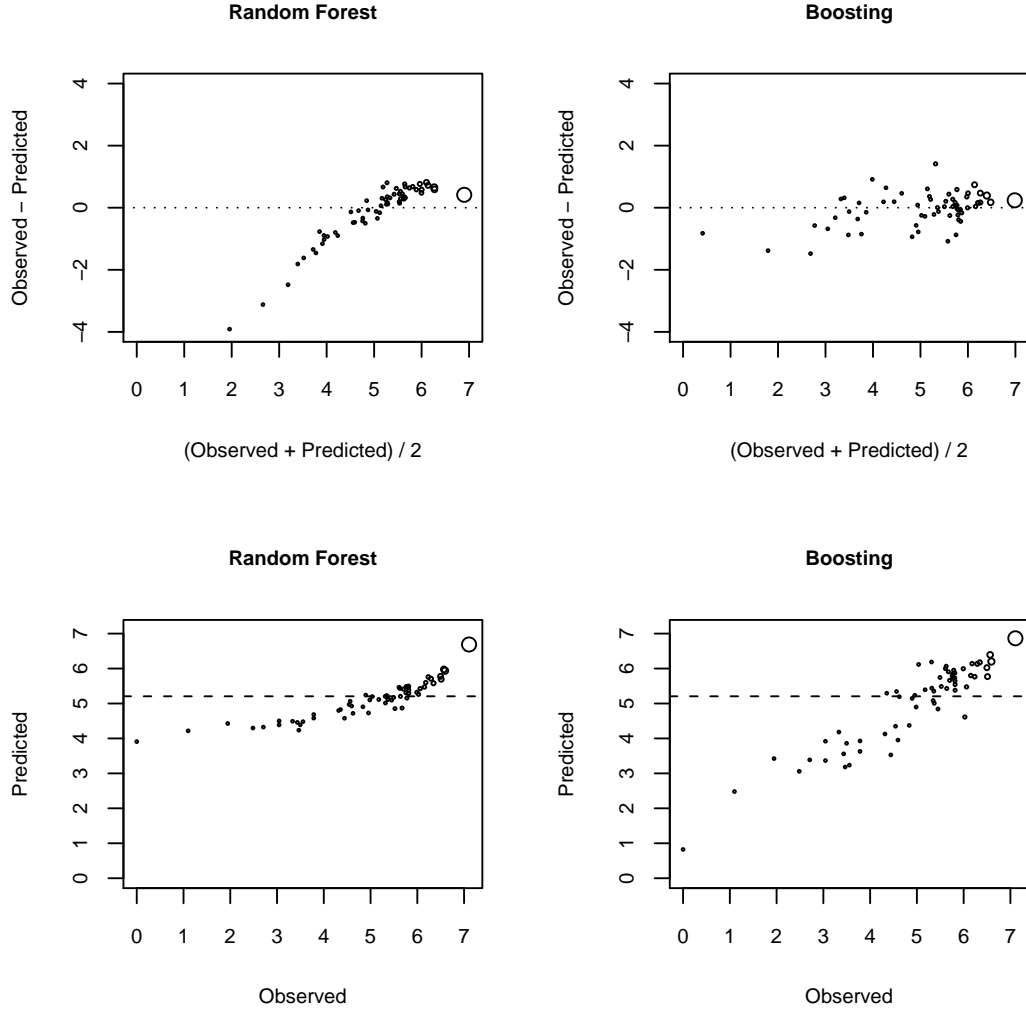 Random Forest
Observed − Predicted
4
2
0
−2
−4
0 1 2 3 4 5 6 7
(Observed + Predicted) / 2
Boosting
Observed − Predicted
4
2
0
−2
−4
0 1 2 3 4 5 6 7
(Observed + Predicted) / 2
Random Forest
Predicted
7
6
5
4
3
2
1
0
0 1 2 3 4 5 6 7
Observed
Boosting
Predicted
7
6
5
4
3
2
1
0
0 1 2 3 4 5 6 7
Observed